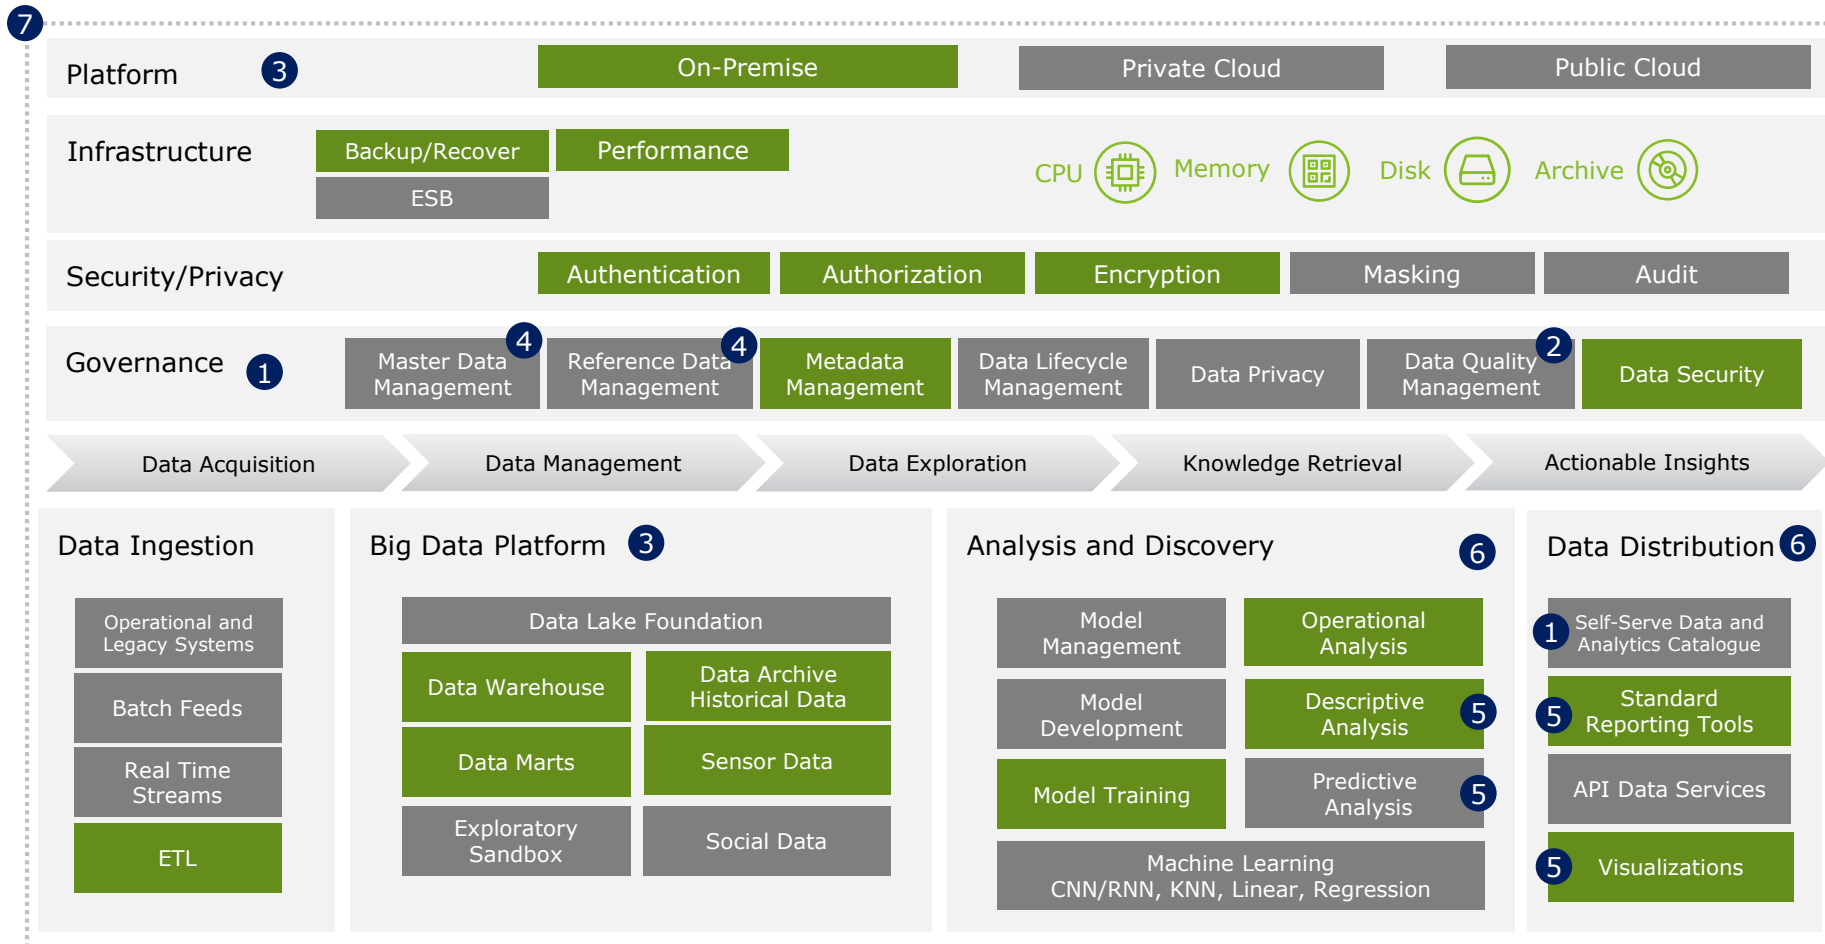 7
Platform
3
On-Premise
Private Cloud
Public Cloud
Infrastructure
Backup/Recover
Performance
ESB
CPU
Memory
Disk
Archive
Security/Privacy
Authentication
Authorization
Encryption
Masking
Audit
Governance
1
Master Data
Management
4
Reference Data
Management
4
Metadata
Management
Data Lifecycle
Management
Data Privacy
Data Quality
Management
2
Data Security
Data Acquisition
Data Management
Data Exploration
Knowledge Retrieval
Actionable Insights
Data Ingestion
Operational and
Legacy Systems
Batch Feeds
Real Time
Streams
ETL
Big Data Platform
3
Data Lake Foundation
Data Warehouse
Data Archive
Historical Data
Data Marts
Sensor Data
Exploratory
Sandbox
Social Data
Analysis and Discovery
6
Model
Management
Operational
Analysis
Model
Development
Descriptive
Analysis
5
Model Training
Predictive
Analysis
5
Machine Learning
CNN/RNN, KNN, Linear, Regression
Data Distribution
6
1
Self-Serve Data and
Analytics Catalogue
5
Standard
Reporting Tools
API Data Services
5
Visualizations